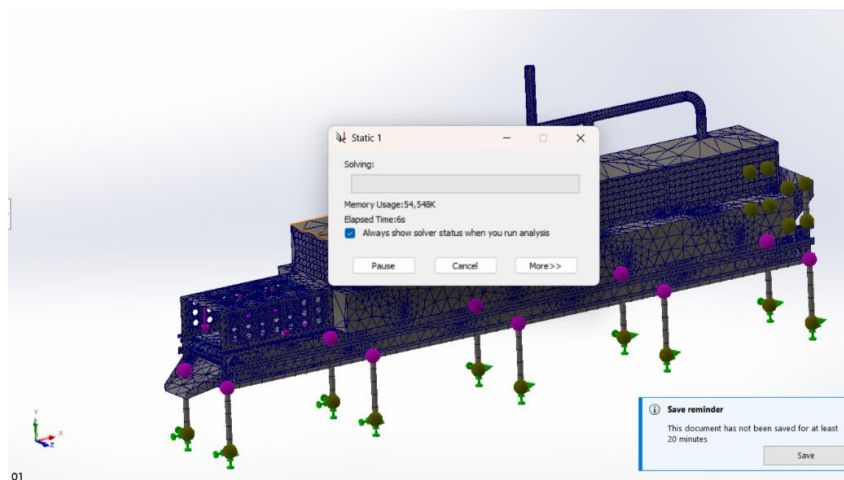 Static 1
Solving:
Memory Usage:54,548K
Elapsed Time:6s
Always show solver status when you run analysis
Pause
Cancel
More>>
Save reminder
This document has not been saved for at least
20 minutes
Save
Y
X
Z
01